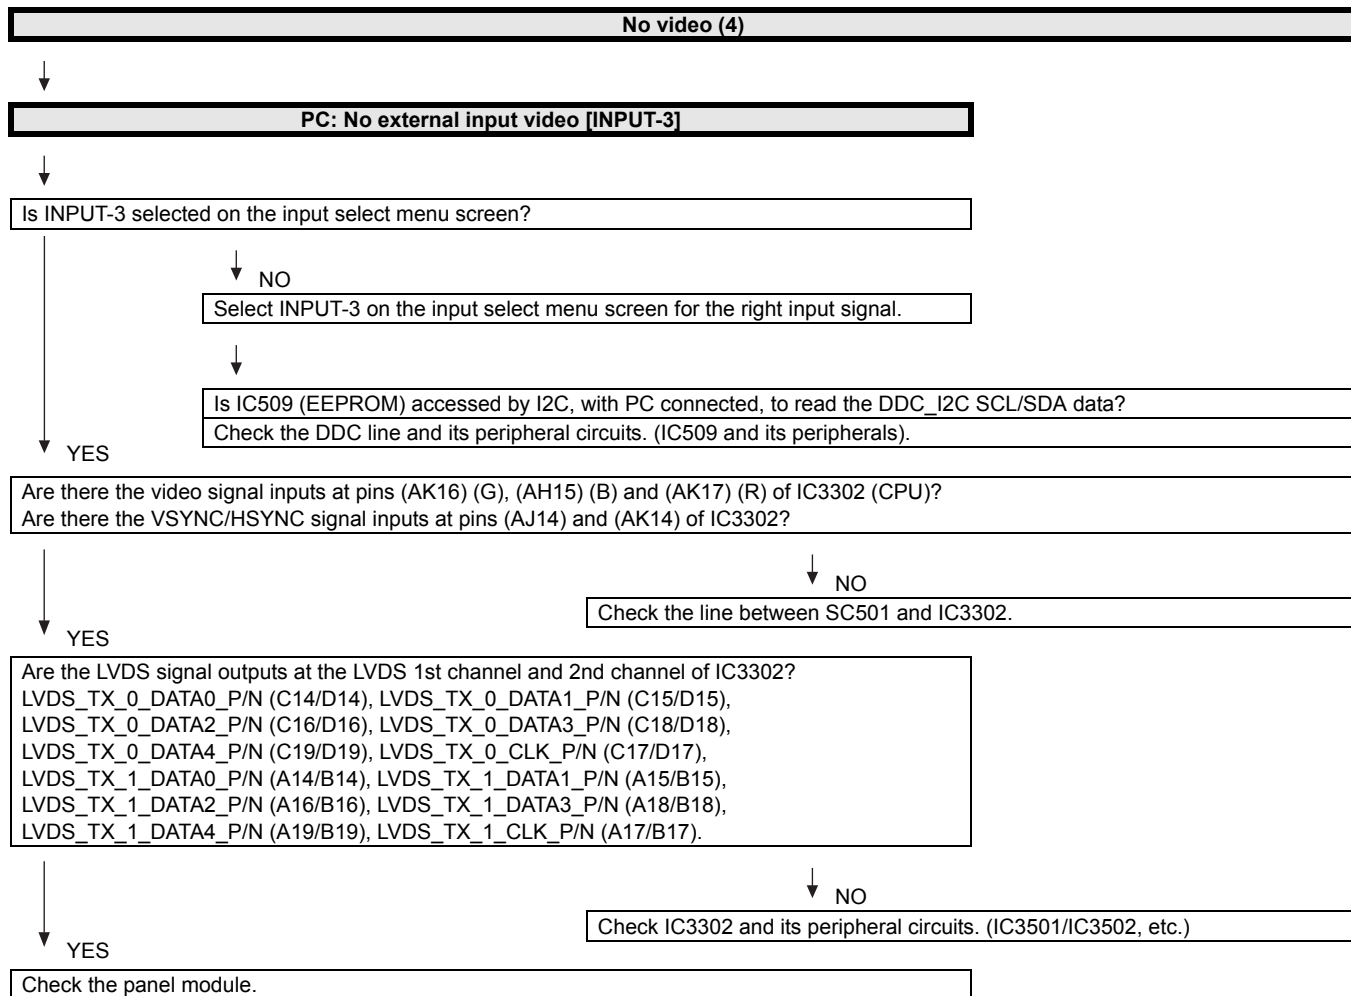 No video (4)
PC: No external input video [INPUT-3]
Is INPUT-3 selected on the input select menu screen?
NO
Select INPUT-3 on the input select menu screen for the right input signal.
Is IC509 (EEPROM) accessed by I2C, with PC connected, to read the DDC_I2C SCL/SDA data?
Check the DDC line and its peripheral circuits. (IC509 and its peripherals).
YES
Are there the video signal inputs at pins (AK16) (G), (AH15) (B) and (AK17) (R) of IC3302 (CPU)?
Are there the VSYNC/HSYNC signal inputs at pins (AJ14) and (AK14) of IC3302?
NO
Check the line between SC501 and IC3302.
YES
Are the LVDS signal outputs at the LVDS 1st channel and 2nd channel of IC3302?
LVDS_TX_0_DATA0_P/N (C14/D14), LVDS_TX_0_DATA1_P/N (C15/D15),
LVDS_TX_0_DATA2_P/N (C16/D16), LVDS_TX_0_DATA3_P/N (C18/D18),
LVDS_TX_0_DATA4_P/N (C19/D19), LVDS_TX_0_CLK_P/N (C17/D17),
LVDS_TX_1_DATA0_P/N (A14/B14), LVDS_TX_1_DATA1_P/N (A15/B15),
LVDS_TX_1_DATA2_P/N (A16/B16), LVDS_TX_1_DATA3_P/N (A18/B18),
LVDS_TX_1_DATA4_P/N (A19/B19), LVDS_TX_1_CLK_P/N (A17/B17).
NO
Check IC3302 and its peripheral circuits. (IC3501/IC3502, etc.)
YES
Check the panel module.